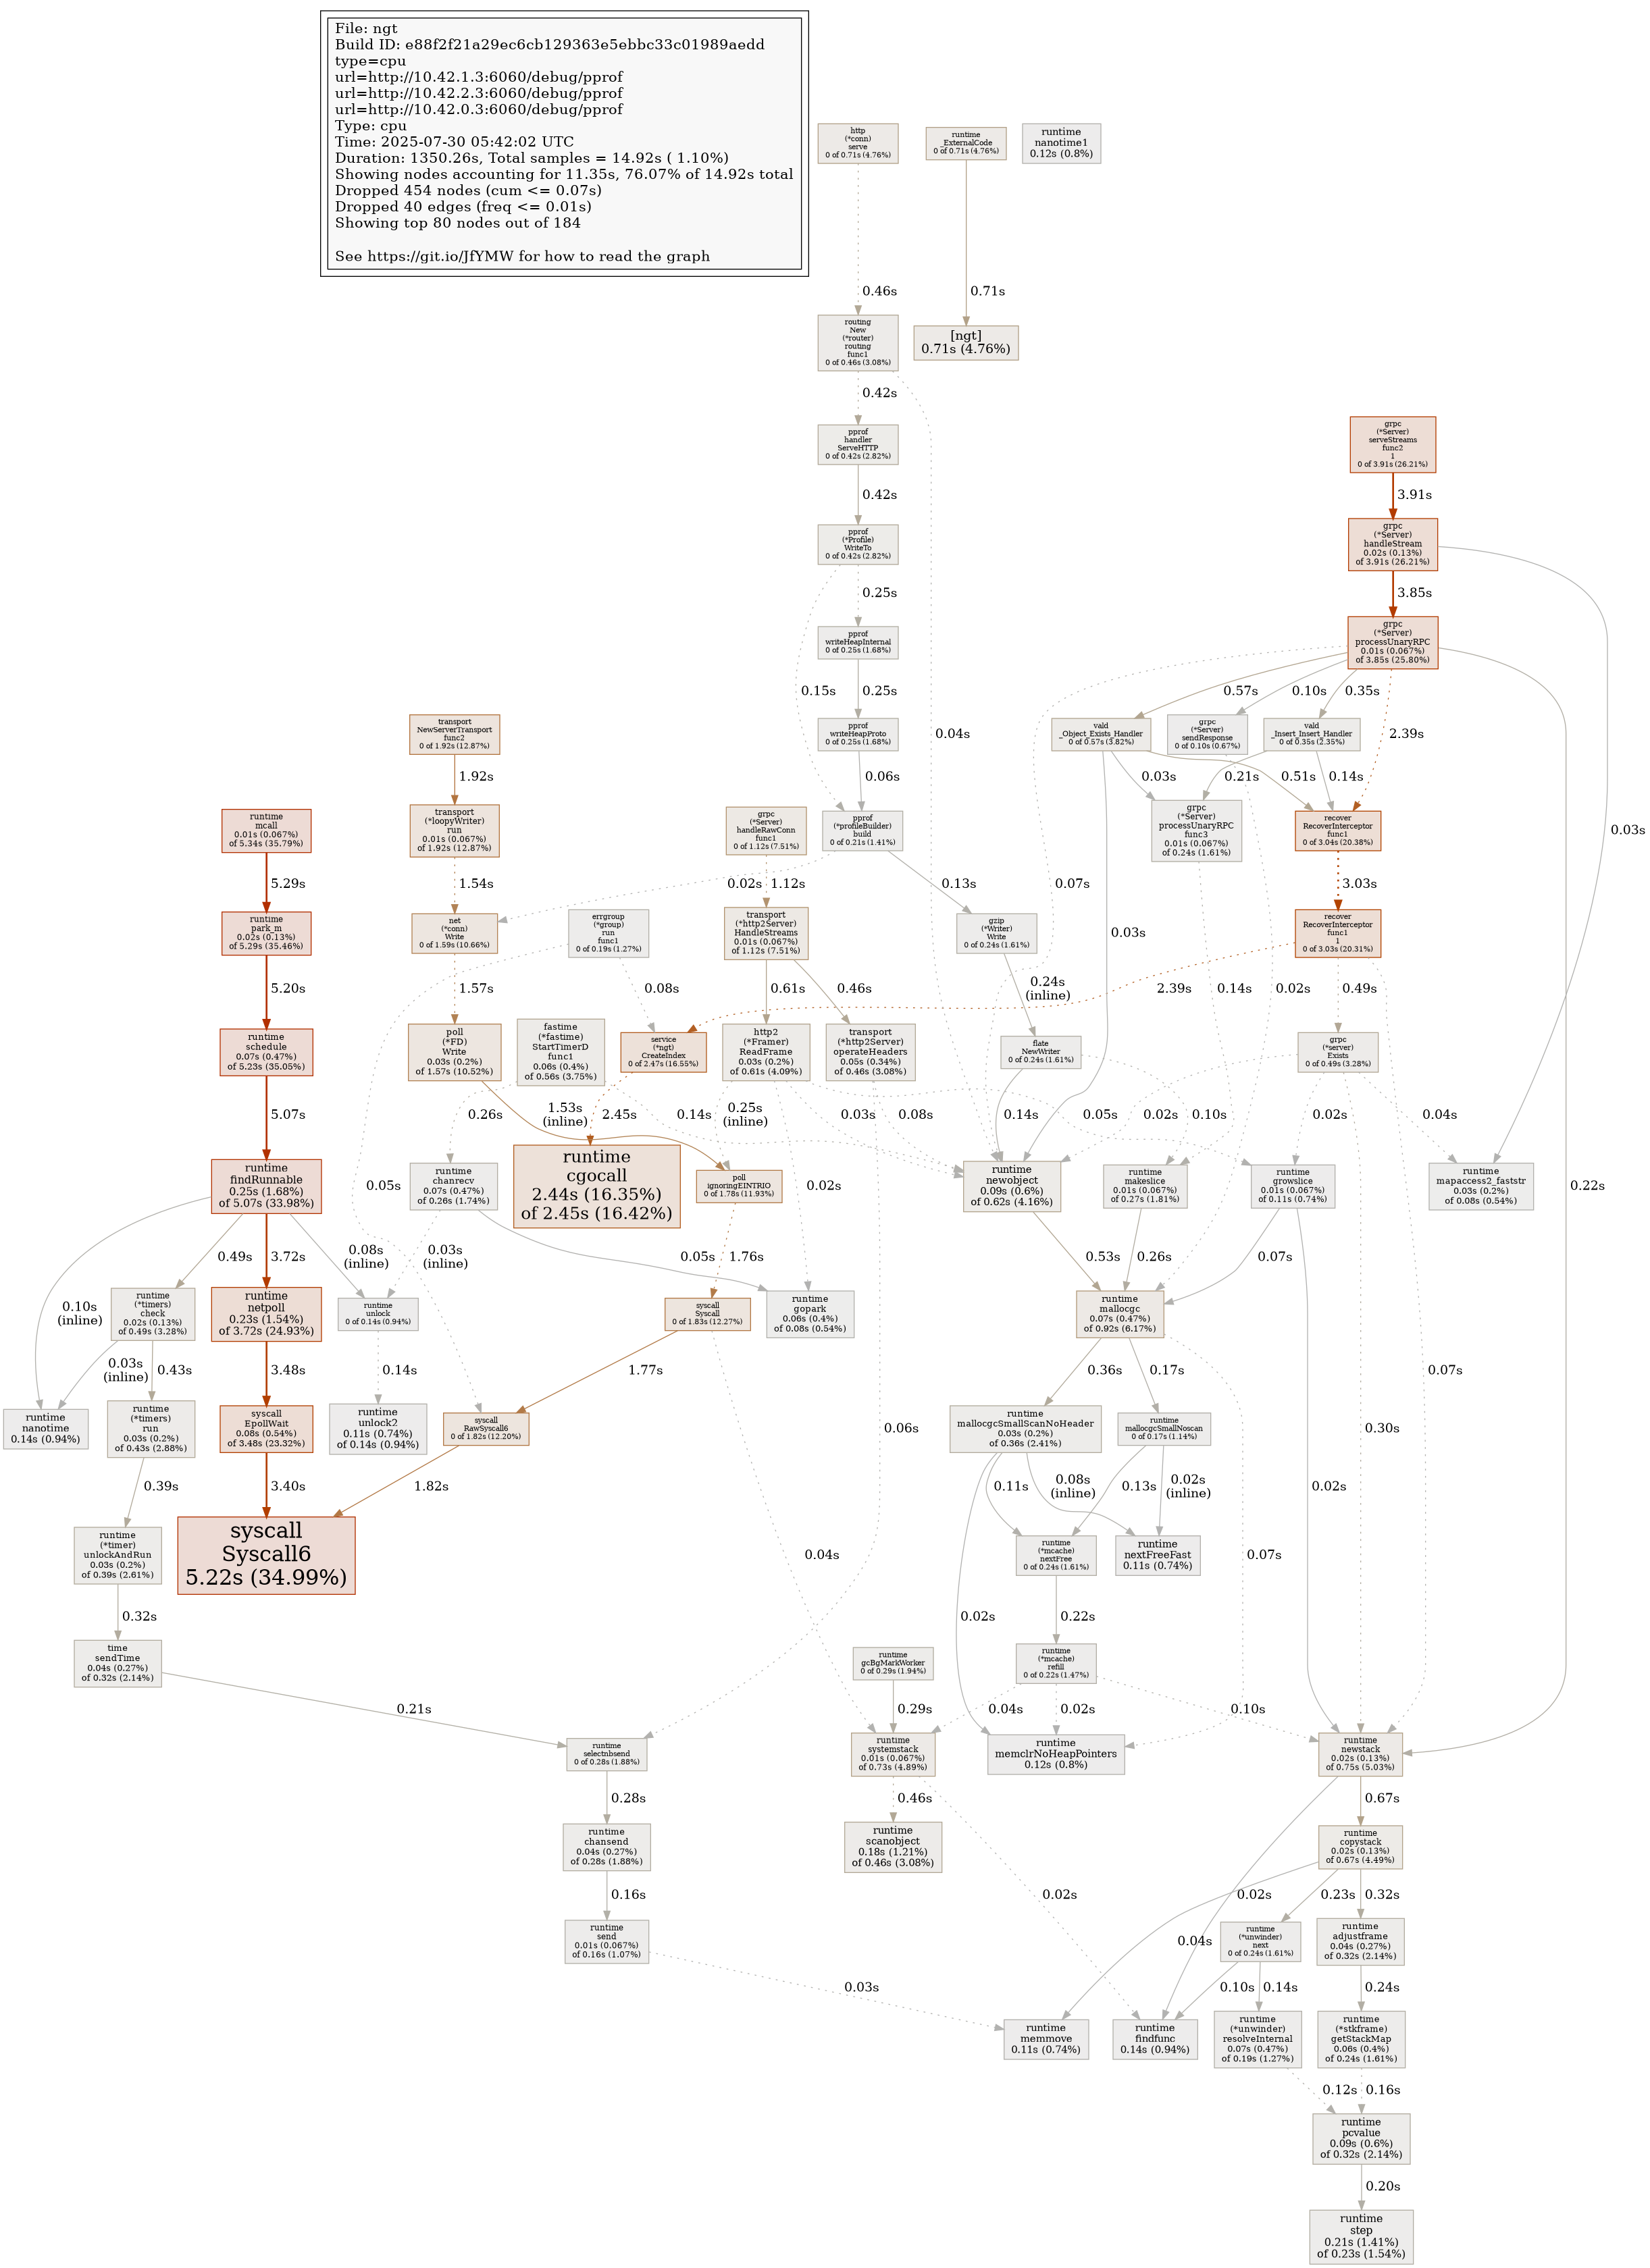 File: ngt
Build ID: e88f2f21a29ec6cb129363e5ebbc33c01989aedd
type=cpu
url=http://10.42.1.3:6060/debug/pprof
url=http://10.42.2.3:6060/debug/pprof
url=http://10.42.0.3:6060/debug/pprof
Type: cpu
Time: 2025-07-30 05:42:02 UTC
Duration: 1350.26s, Total samples = 14.92s ( 1.10%)
Showing nodes accounting for 11.35s, 76.07% of 14.92s total
Dropped 454 nodes (cum <= 0.07s)
Dropped 40 edges (freq <= 0.01s)
Showing top 80 nodes out of 184
See https://git.io/JfYMW for how to read the graph
http
(*conn)
serve
0 of 0.71s (4.76%)
runtime
_ExternalCode
0 of 0.71s (4.76%)
runtime
nanotime1
0.12s (0.8%)
0.46s
0.71s
routing
New
(*router)
routing
func1
0 of 0.46s (3.08%)
[ngt]
0.71s (4.76%)
0.42s
pprof
handler
ServeHTTP
0 of 0.42s (2.82%)
grpc
(*Server)
serveStreams
func2
1
0 of 3.91s (26.21%)
0.42s
3.91s
pprof
(*Profile)
WriteTo
0 of 0.42s (2.82%)
grpc
(*Server)
handleStream
0.02s (0.13%)
of 3.91s (26.21%)
0.25s
3.85s
pprof
writeHeapInternal
0 of 0.25s (1.68%)
grpc
(*Server)
processUnaryRPC
0.01s (0.067%)
of 3.85s (25.80%)
0.15s
0.25s
0.57s
0.10s
0.35s
transport
NewServerTransport
func2
0 of 1.92s (12.87%)
pprof
writeHeapProto
0 of 0.25s (1.68%)
0.04s
vald
_Object_Exists_Handler
0 of 0.57s (3.82%)
grpc
(*Server)
sendResponse
0 of 0.10s (0.67%)
vald
_Insert_Insert_Handler
0 of 0.35s (2.35%)
2.39s
1.92s
0.06s
0.03s
0.21s
0.51s
0.14s
runtime
mcall
0.01s (0.067%)
of 5.34s (35.79%)
transport
(*loopyWriter)
run
0.01s (0.067%)
of 1.92s (12.87%)
grpc
(*Server)
handleRawConn
func1
0 of 1.12s (7.51%)
pprof
(*profileBuilder)
build
0 of 0.21s (1.41%)
grpc
(*Server)
processUnaryRPC
func3
0.01s (0.067%)
of 0.24s (1.61%)
recover
RecoverInterceptor
func1
0 of 3.04s (20.38%)
0.03s
5.29s
1.54s
0.02s
1.12s
0.13s
0.07s
3.03s
runtime
park_m
0.02s (0.13%)
of 5.29s (35.46%)
net
(*conn)
Write
0 of 1.59s (10.66%)
errgroup
(*group)
run
func1
0 of 0.19s (1.27%)
transport
(*http2Server)
HandleStreams
0.01s (0.067%)
of 1.12s (7.51%)
gzip
(*Writer)
Write
0 of 0.24s (1.61%)
0.03s
recover
RecoverInterceptor
func1
1
0 of 3.03s (20.31%)
5.20s
1.57s
0.08s
0.61s
0.46s
0.24s
(inline)
2.39s
0.14s
0.02s
0.49s
runtime
schedule
0.07s (0.47%)
of 5.23s (35.05%)
poll
(*FD)
Write
0.03s (0.2%)
of 1.57s (10.52%)
fastime
(*fastime)
StartTimerD
func1
0.06s (0.4%)
of 0.56s (3.75%)
service
(*ngt)
CreateIndex
0 of 2.47s (16.55%)
http2
(*Framer)
ReadFrame
0.03s (0.2%)
of 0.61s (4.09%)
transport
(*http2Server)
operateHeaders
0.05s (0.34%)
of 0.46s (3.08%)
flate
NewWriter
0 of 0.24s (1.61%)
grpc
(*server)
Exists
0 of 0.49s (3.28%)
5.07s
0.26s
1.53s
(inline)
2.45s
0.14s
0.25s
(inline)
0.03s
0.08s
0.14s
0.05s
0.02s
0.10s
0.02s
0.04s
runtime
findRunnable
0.25s (1.68%)
of 5.07s (33.98%)
runtime
chanrecv
0.07s (0.47%)
of 0.26s (1.74%)
runtime
cgocall
2.44s (16.35%)
of 2.45s (16.42%)
poll
ignoringEINTRIO
0 of 1.78s (11.93%)
0.02s
runtime
newobject
0.09s (0.6%)
of 0.62s (4.16%)
runtime
makeslice
0.01s (0.067%)
of 0.27s (1.81%)
runtime
growslice
0.01s (0.067%)
of 0.11s (0.74%)
runtime
mapaccess2_faststr
0.03s (0.2%)
of 0.08s (0.54%)
0.22s
0.05s
0.49s
3.72s
0.08s
(inline)
0.03s
(inline)
0.05s
1.76s
0.53s
0.26s
0.07s
0.10s
(inline)
runtime
(*timers)
check
0.02s (0.13%)
of 0.49s (3.28%)
runtime
netpoll
0.23s (1.54%)
of 3.72s (24.93%)
runtime
unlock
0 of 0.14s (0.94%)
syscall
Syscall
0 of 1.83s (12.27%)
runtime
gopark
0.06s (0.4%)
of 0.08s (0.54%)
runtime
mallocgc
0.07s (0.47%)
of 0.92s (6.17%)
0.03s
(inline)
0.43s
3.48s
0.14s
1.77s
0.36s
0.17s
0.07s
runtime
nanotime
0.14s (0.94%)
runtime
(*timers)
run
0.03s (0.2%)
of 0.43s (2.88%)
syscall
EpollWait
0.08s (0.54%)
of 3.48s (23.32%)
runtime
unlock2
0.11s (0.74%)
of 0.14s (0.94%)
syscall
RawSyscall6
0 of 1.82s (12.20%)
0.06s
runtime
mallocgcSmallScanNoHeader
0.03s (0.2%)
of 0.36s (2.41%)
runtime
mallocgcSmallNoscan
0 of 0.17s (1.14%)
0.30s
0.39s
3.40s
1.82s
0.11s
0.08s
(inline)
0.13s
0.02s
(inline)
0.02s
runtime
(*timer)
unlockAndRun
0.03s (0.2%)
of 0.39s (2.61%)
syscall
Syscall6
5.22s (34.99%)
0.04s
runtime
(*mcache)
nextFree
0 of 0.24s (1.61%)
runtime
nextFreeFast
0.11s (0.74%)
0.07s
0.32s
0.02s
0.22s
time
sendTime
0.04s (0.27%)
of 0.32s (2.14%)
runtime
gcBgMarkWorker
0 of 0.29s (1.94%)
runtime
(*mcache)
refill
0 of 0.22s (1.47%)
0.21s
0.29s
0.04s
0.02s
0.10s
runtime
selectnbsend
0 of 0.28s (1.88%)
runtime
systemstack
0.01s (0.067%)
of 0.73s (4.89%)
runtime
memclrNoHeapPointers
0.12s (0.8%)
runtime
newstack
0.02s (0.13%)
of 0.75s (5.03%)
0.28s
0.46s
0.67s
runtime
chansend
0.04s (0.27%)
of 0.28s (1.88%)
runtime
scanobject
0.18s (1.21%)
of 0.46s (3.08%)
runtime
copystack
0.02s (0.13%)
of 0.67s (4.49%)
0.16s
0.02s
0.02s
0.23s
0.32s
runtime
send
0.01s (0.067%)
of 0.16s (1.07%)
0.04s
runtime
(*unwinder)
next
0 of 0.24s (1.61%)
runtime
adjustframe
0.04s (0.27%)
of 0.32s (2.14%)
0.03s
0.10s
0.14s
0.24s
runtime
memmove
0.11s (0.74%)
runtime
findfunc
0.14s (0.94%)
runtime
(*unwinder)
resolveInternal
0.07s (0.47%)
of 0.19s (1.27%)
runtime
(*stkframe)
getStackMap
0.06s (0.4%)
of 0.24s (1.61%)
0.12s
0.16s
runtime
pcvalue
0.09s (0.6%)
of 0.32s (2.14%)
0.20s
runtime
step
0.21s (1.41%)
of 0.23s (1.54%)